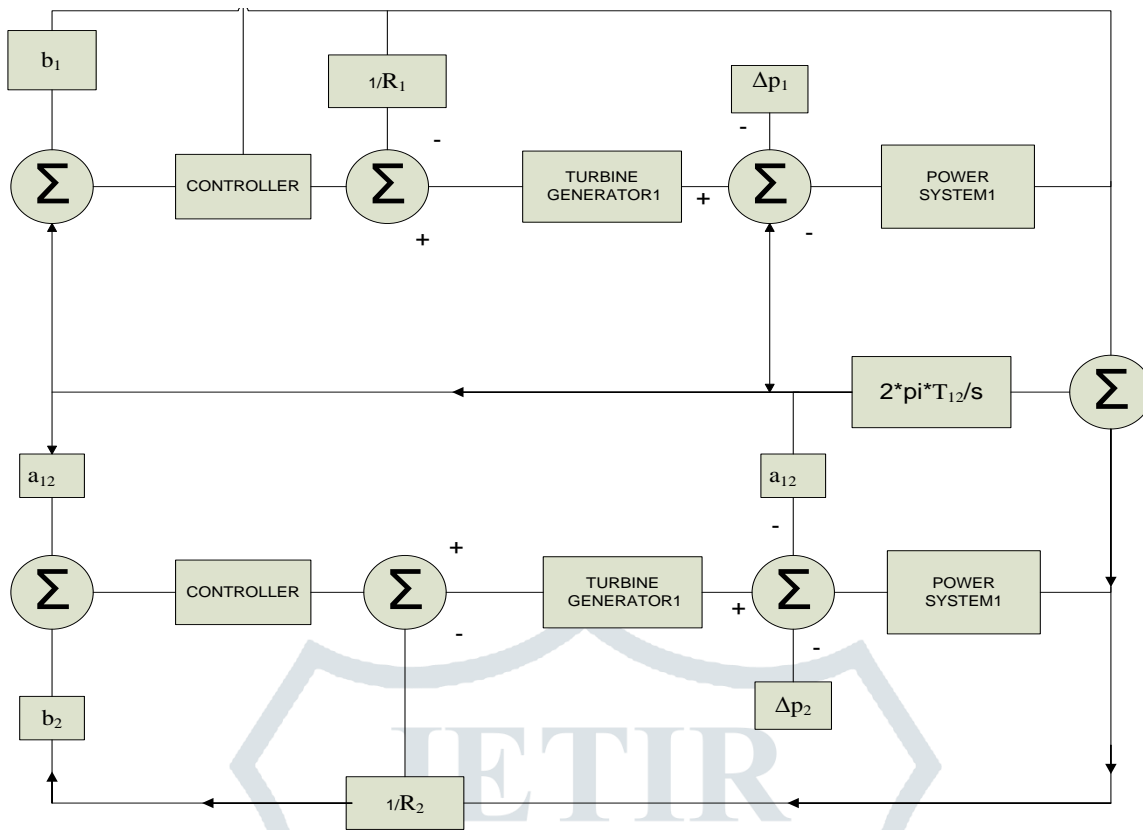 b₁
1/R₁
Δp₁
-
-
Σ
CONTROLLER
Σ
TURBINE
GENERATOR1
+
Σ
POWER
SYSTEM1
+
-
2*pi*T₁₂/s
Σ
a₁₂
a₁₂
-
+
Σ
CONTROLLER
Σ
TURBINE
GENERATOR1
+
Σ
POWER
SYSTEM1
-
-
b₂
Δp₂
JETIR
1/R₂